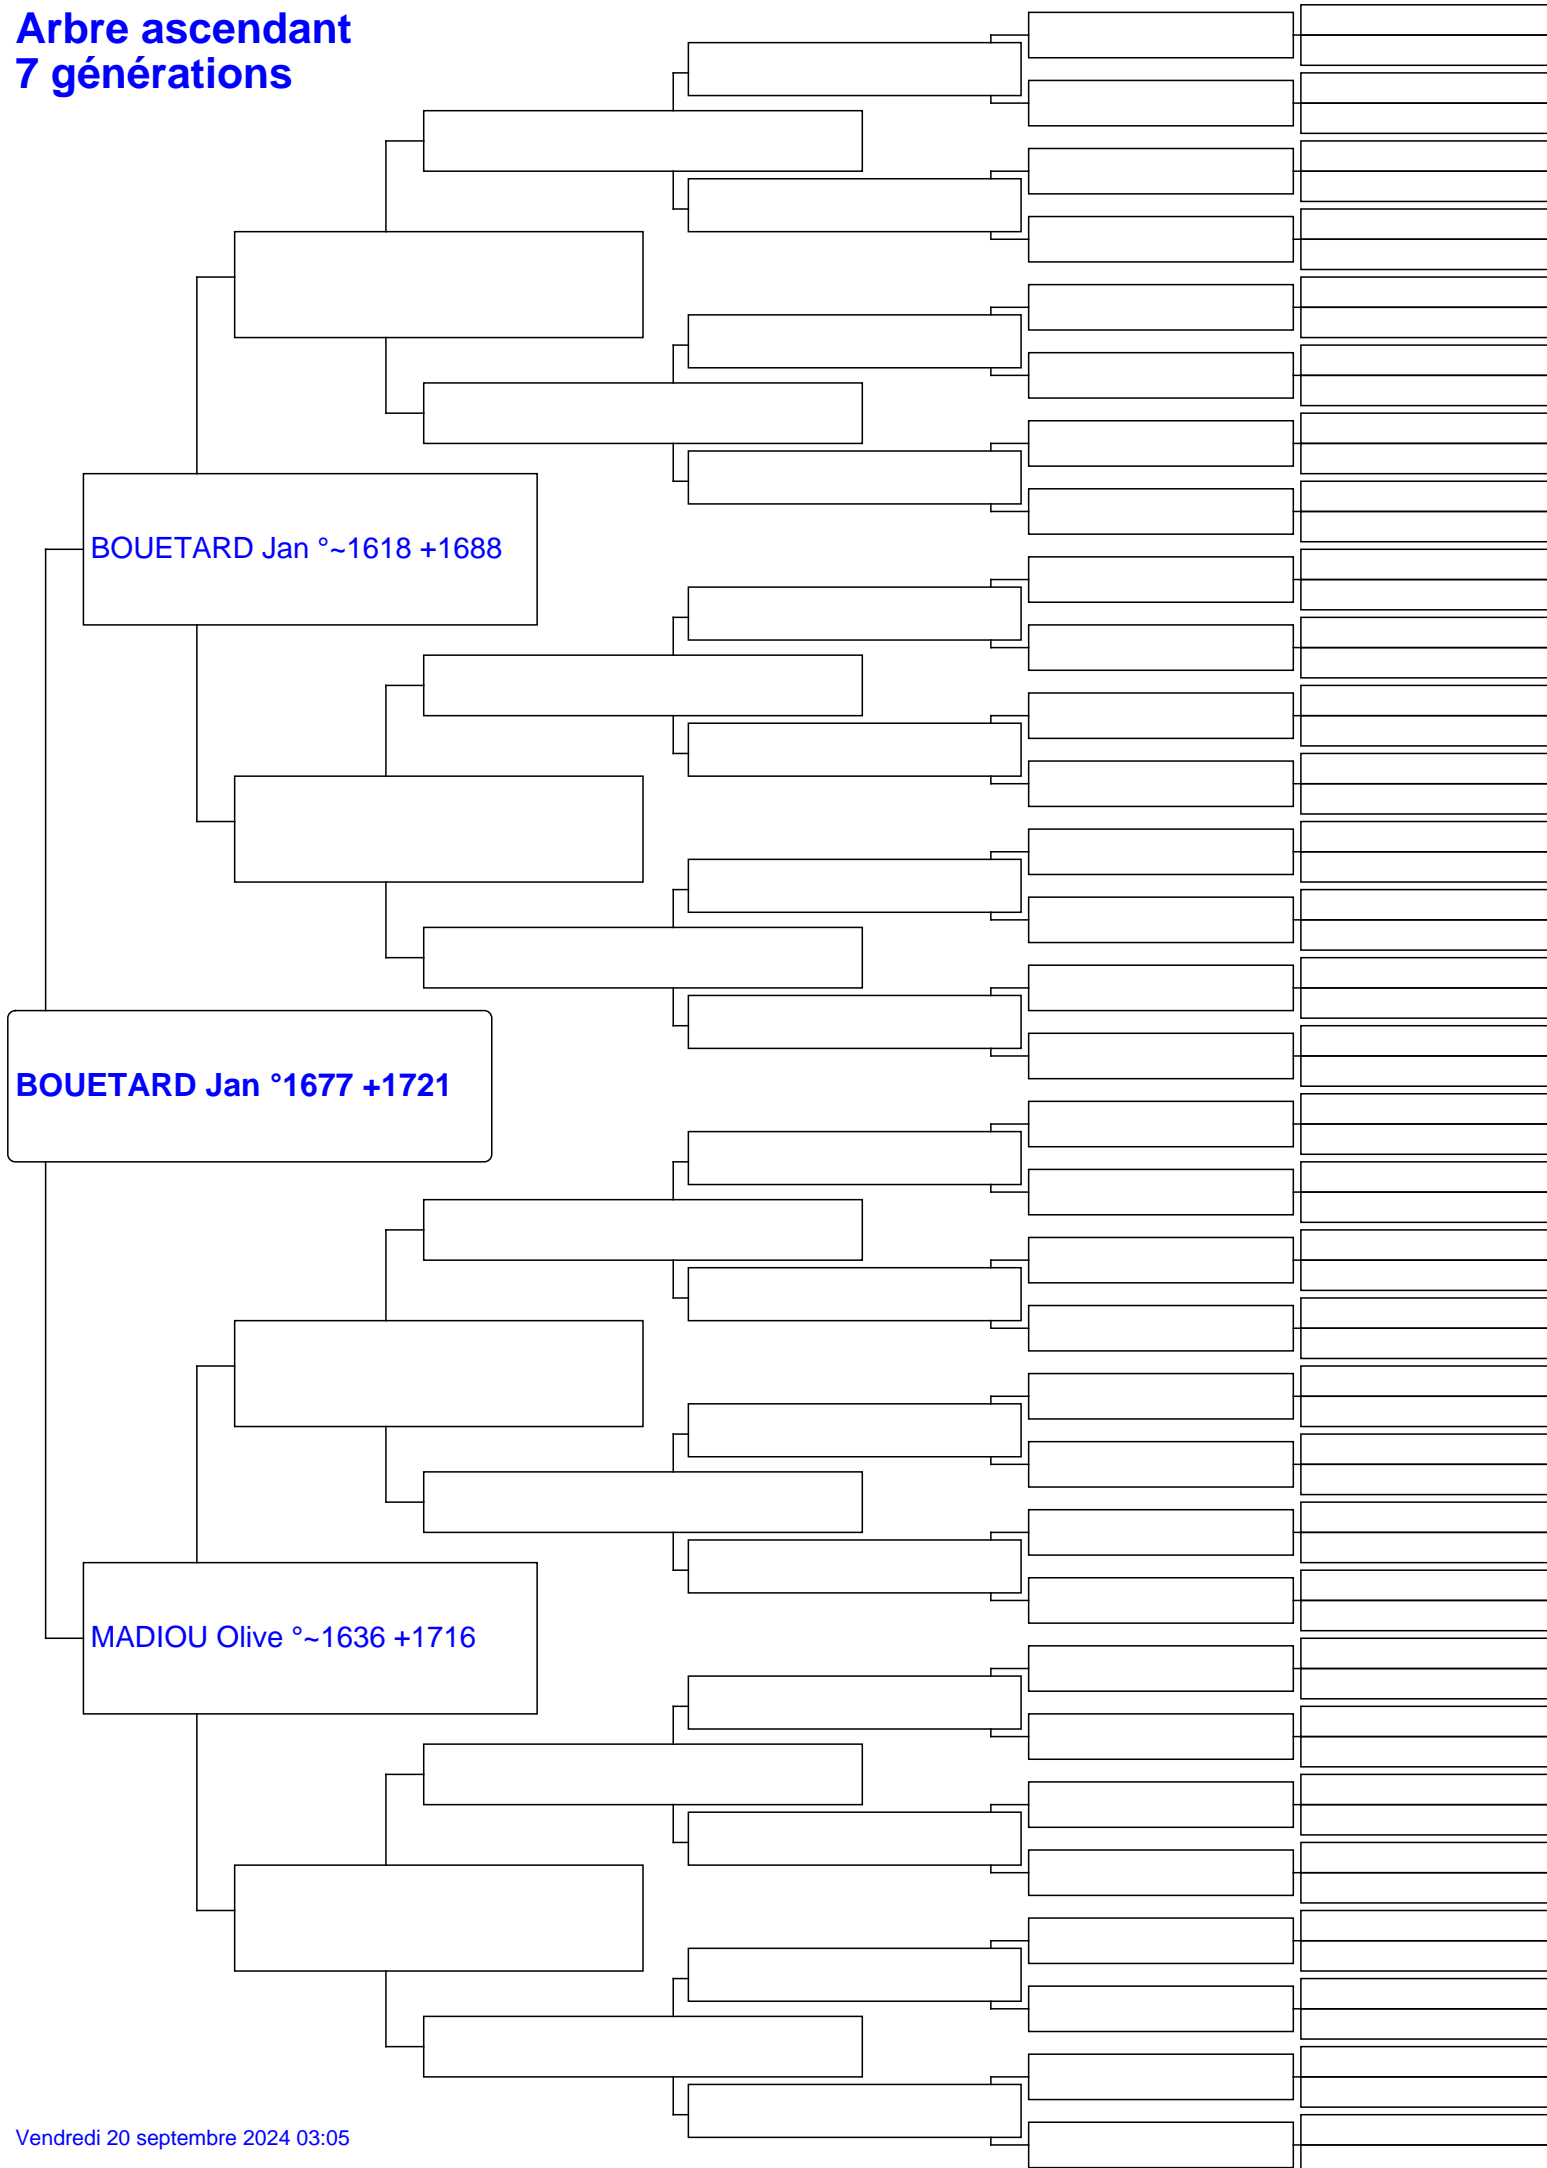 Arbre ascendant
7 générations
BOUETARD Jan °~1618 +1688
BOUETARD Jan °1677 +1721
MADIOU Olive °~1636 +1716
Vendredi 20 septembre 2024 03:05